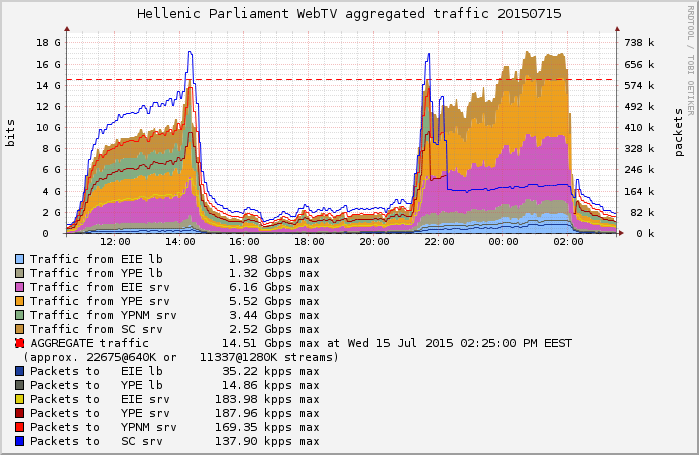 Hellenic Parliament WebTV aggregated traffic 20150715
RRDTOOL / TOBI OETIKER
bits
18 G
16 G
14 G
12 G
10 G
8 G
6 G
4 G
2 G
0
738 k
656 k
574 k
492 k
410 k
328 k
246 k
164 k
82 k
0 k
packets
12:00 14:00 16:00 18:00 20:00 22:00 00:00 02:00
Traffic from EIE lb 1.98 Gbps max
Traffic from YPE lb 1.32 Gbps max
Traffic from EIE srv 6.16 Gbps max
Traffic from YPE srv 5.52 Gbps max
Traffic from YPNM srv 3.44 Gbps max
Traffic from SC srv 2.52 Gbps max
AGGREGATE traffic 14.51 Gbps max at Wed 15 Jul 2015 02:25:00 PM EEST
(approx. 22675@640K or 11337@1280K streams)
Packets to EIE lb 35.22 kpps max
Packets to YPE lb 14.86 kpps max
Packets to EIE srv 183.98 kpps max
Packets to YPE srv 187.96 kpps max
Packets to YPNM srv 169.35 kpps max
Packets to SC srv 137.90 kpps max